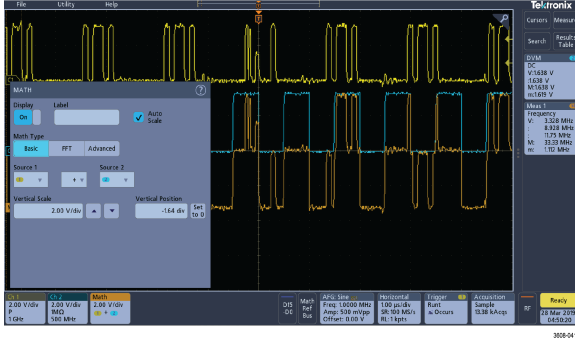 File Utility Help
Tektronix
Cursors Measure
Search Results Table
DVM
DC
V:1.638 V
:1.638 V
M:1.638 V
m:1.619 V
Meas 1
Frequency
V: 3.328 MHz
: 8.928 MHz
: 11.75 MHz
M: 33.33 MHz
m: 1.112 MHz
MATH
Display Label
On
Auto Scale
Math Type
Basic FFT Advanced
Source 1 Source 2
+
Vertical Scale Vertical Position
2.00 V/div -1.64 div Set to 0
Ch 1
2.00 V/div
1 GHz
Ch 2
2.00 V/div
1MΩ
500 MHz
Math
2.00 V/div
+
Math
Ref
Bus
AFG: Sine
Freq: 1.0000 MHz
Amp: 500 mVpp
Offset: 0.00 V
Horizontal
1.00 µs/div
SR: 100 MS/s
RL: 1 kpts
Trigger
Runt
Occurs
Acquisition
Sample
13.38 kAcqs
RF
Ready
28 Mar 2019
04:50:20